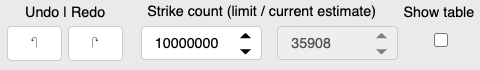 Undo | Redo Strike count (limit / current estimate) Show table
10000000 35908